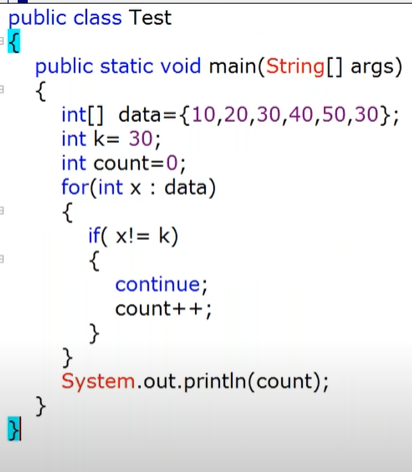 public class Test
{
public static void main(String[] args)
{
int[] data={10,20,30,40,50,30};
int k= 30;
int count=0;
for(int x : data)
{
if( x!= k)
{
continue;
count++;
}
}
System.out.println(count);
}
}